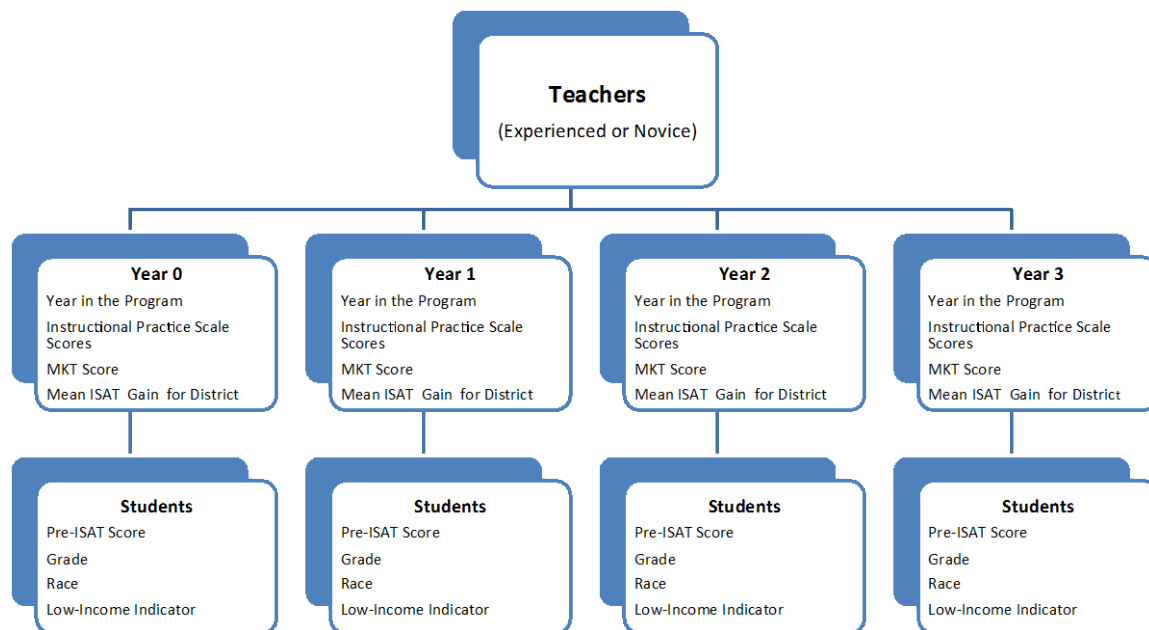 Teachers
(Experienced or Novice)
Year 0
Year in the Program
Instructional Practice Scale
Scores
MKT Score
Mean ISAT Gain for District
Year 1
Year in the Program
Instructional Practice Scale
Scores
MKT Score
Mean ISAT Gain for District
Year 2
Year in the Program
Instructional Practice Scale
Scores
MKT Score
Mean ISAT Gain for District
Year 3
Year in the Program
Instructional Practice Scale
Scores
MKT Score
Mean ISAT Gain for District
Students
Pre-ISAT Score
Grade
Race
Low-Income Indicator
Students
Pre-ISAT Score
Grade
Race
Low-Income Indicator
Students
Pre-ISAT Score
Grade
Race
Low-Income Indicator
Students
Pre-ISAT Score
Grade
Race
Low-Income Indicator